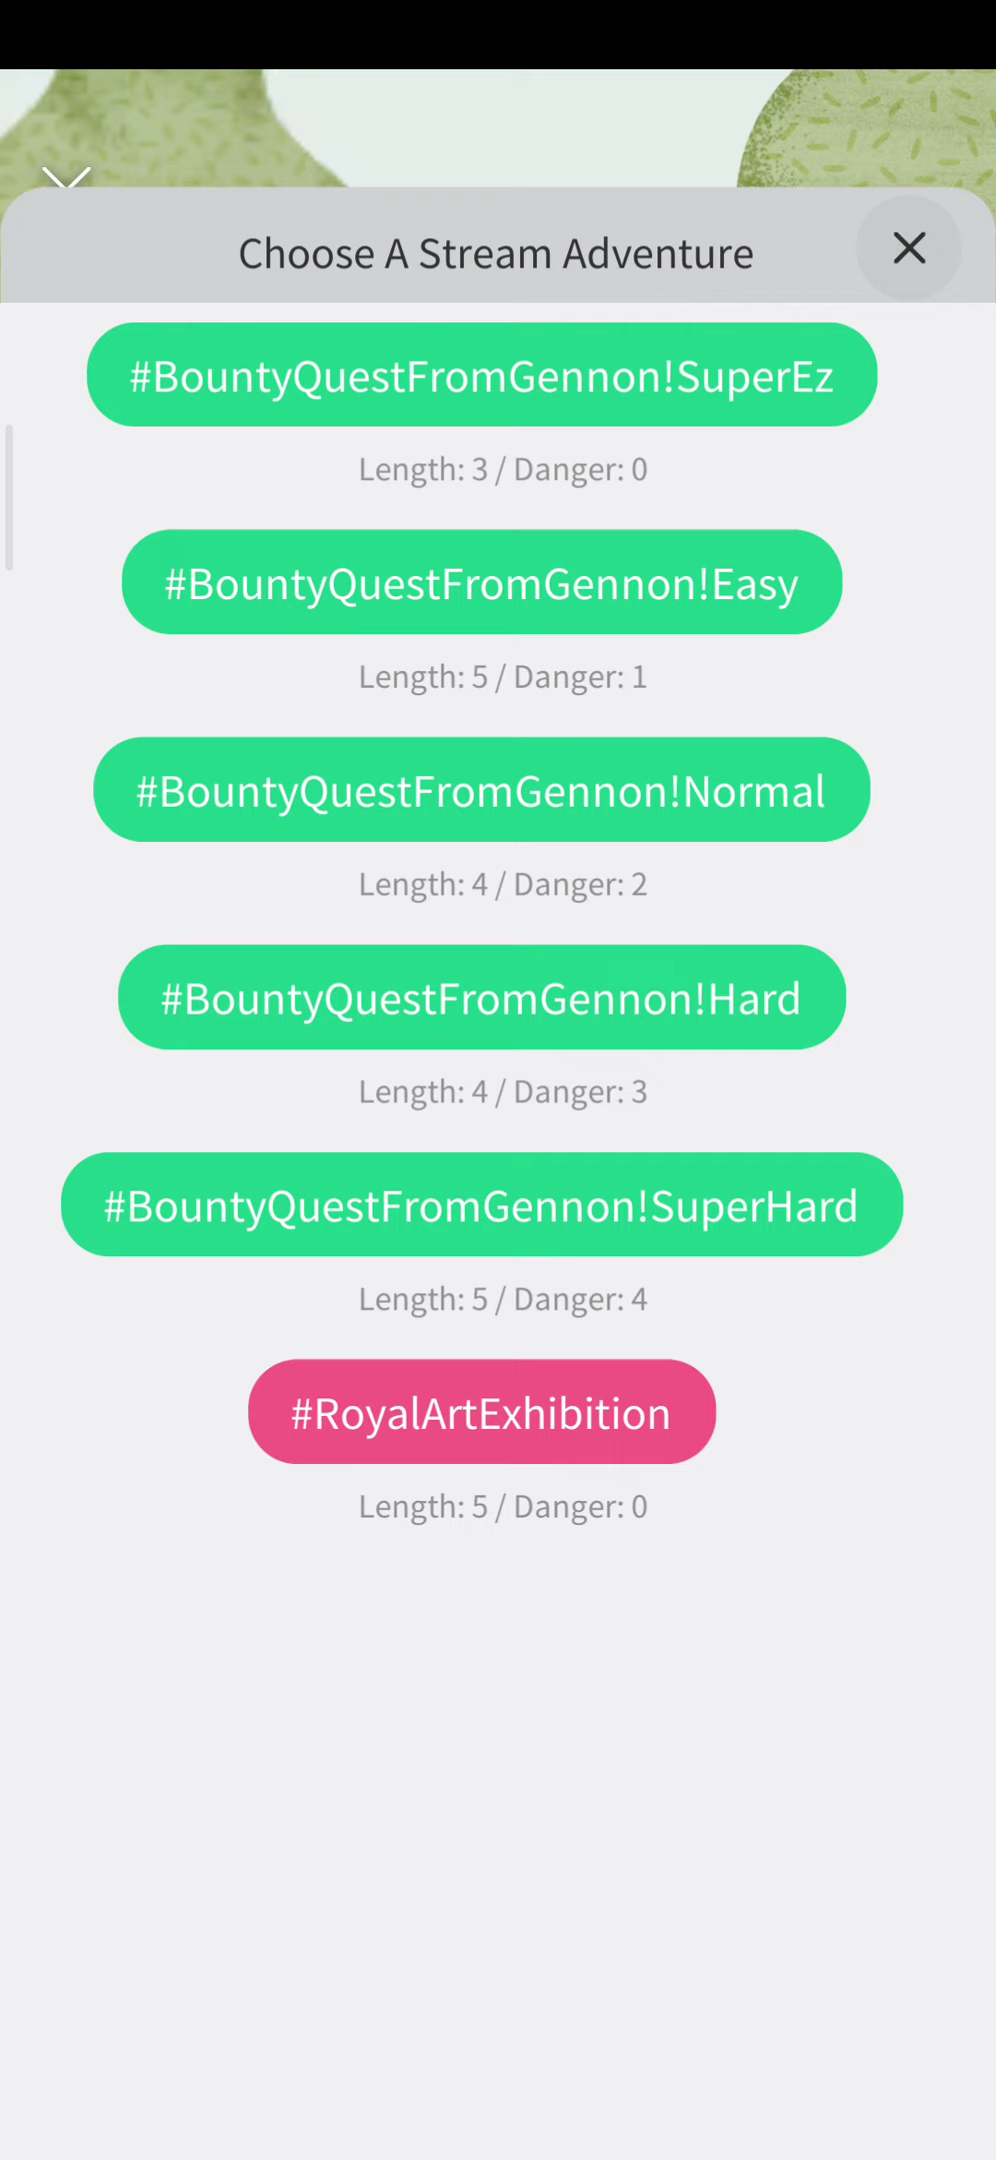 Choose A Stream Adventure
#BountyQuestFromGennon!SuperEz
Length: 3 / Danger: 0
#BountyQuestFromGennon!Easy
Length: 5 / Danger: 1
#BountyQuestFromGennon!Normal
Length: 4 / Danger: 2
#BountyQuestFromGennon!Hard
Length: 4 / Danger: 3
#BountyQuestFromGennon!SuperHard
Length: 5 / Danger: 4
#RoyalArtExhibition
Length: 5 / Danger: 0